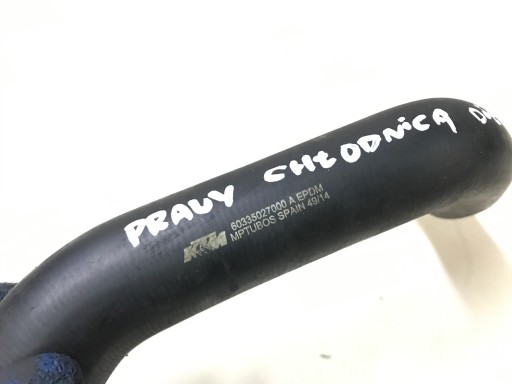 PRAWY CHŁODNICA
KTM
60335027000 A EPDM
MPTUBOS SPAIN 49/14